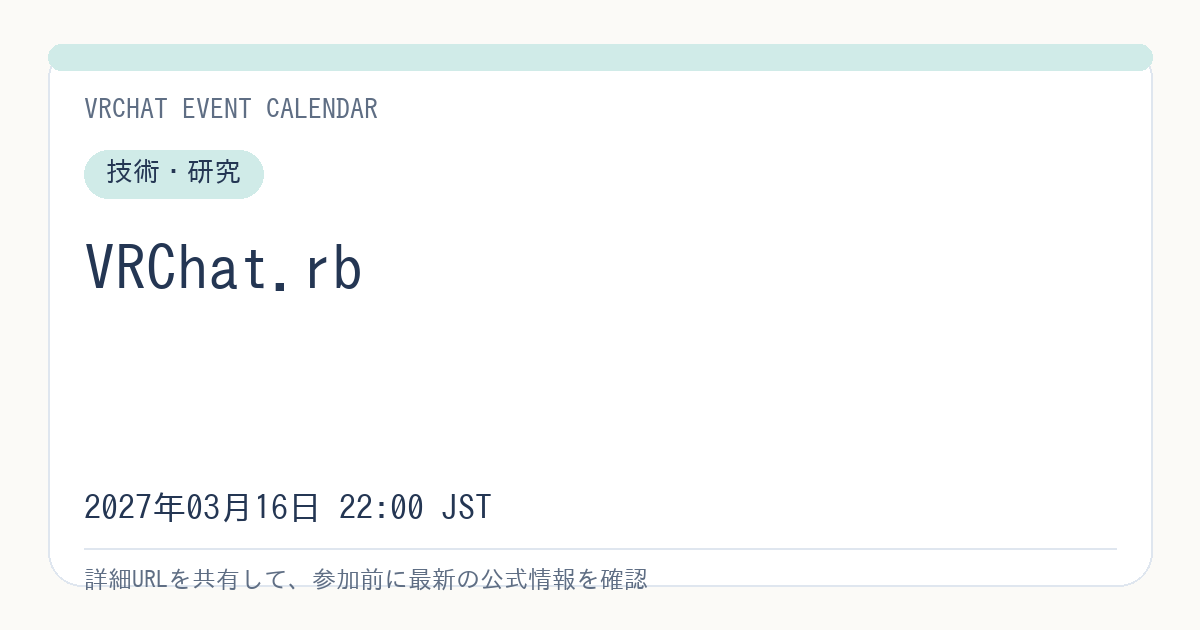 VRCHAT EVENT CALENDAR
技術・研究
VRChat.rb
2027年03月16日 22:00 JST
詳細URLを共有して、参加前に最新の公式情報を確認